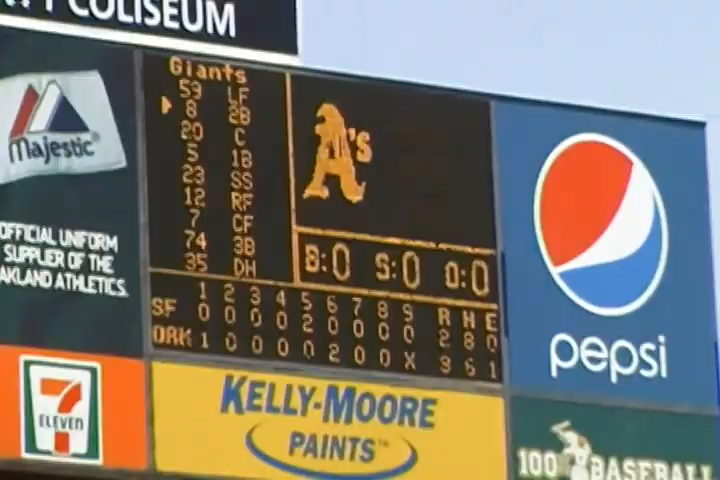 COLISEUM
Majestic
OFFICIAL UNIFORM
SUPPLIER OF THE
OAKLAND ATHLETICS.
Giants
59 LF
8 2B
20 C
5 1B
23 SS
12 RF
7 CF
74 3B
35 DH
A's
B:0 S:0 O:0
1 2 3 4 5 6 7 8 9 R H E
SF 0 0 0 0 2 0 0 0 0 2 8 0
OAK 1 0 0 0 0 2 0 0 X 3 6 1
pepsi
7
ELEVEN
KELLY-MOORE
PAINTS™
100 BASEBALL